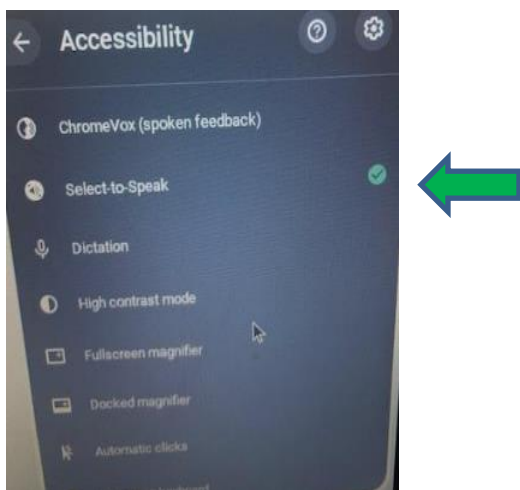 Accessibility
ChromeVox (spoken feedback)
Select-to-Speak
Dictation
High contrast mode
Fullscreen magnifier
Docked magnifier
Automatic clicks